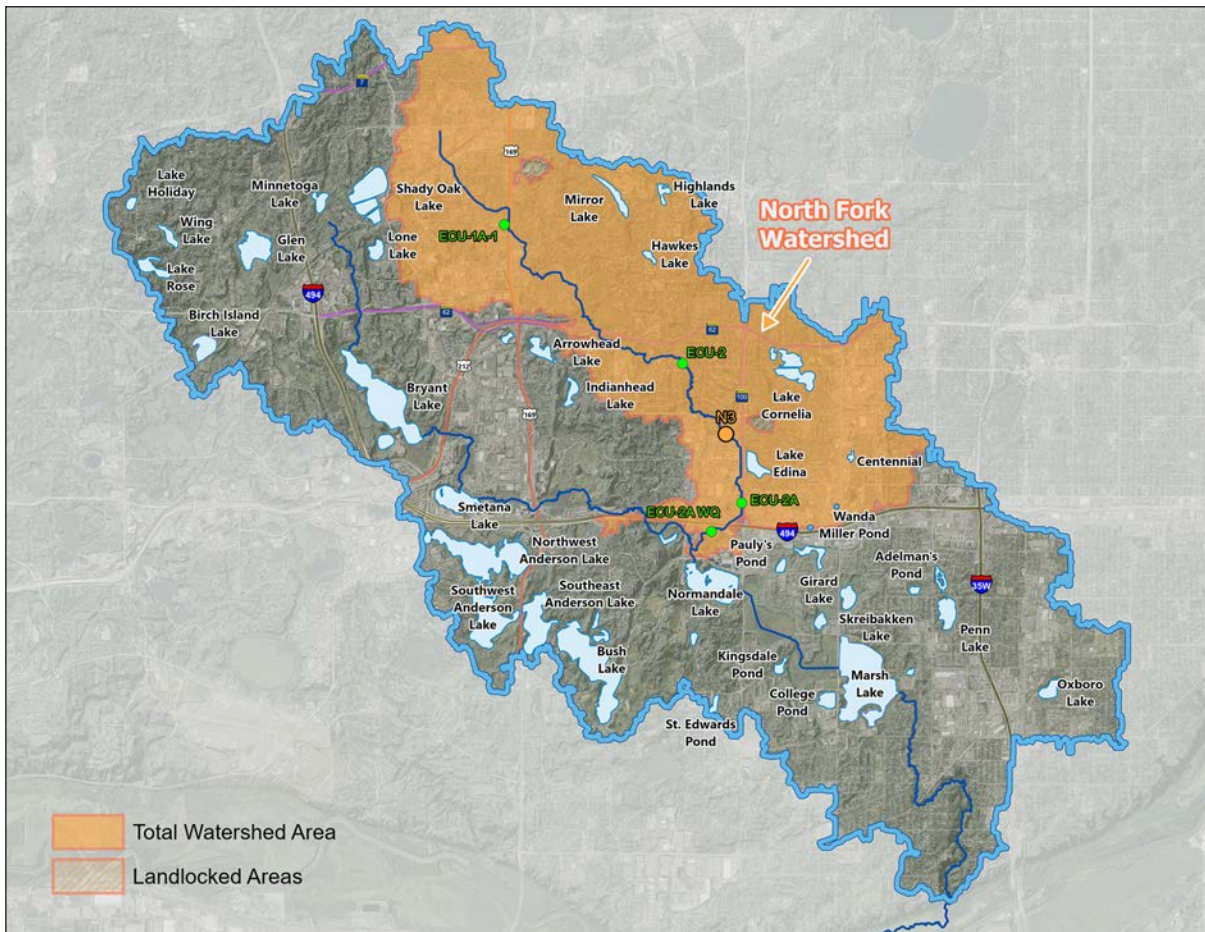 7
169
Lake
Holiday
Minnetoga
Lake
Shady Oak
Lake
Mirror
Lake
Highlands
Lake
North Fork
Watershed
Wing
Lake
Glen
Lake
Lone
Lake
ECU-1A-1
Hawkes
Lake
Lake
Rose
494
Birch Island
Lake
62
62
Arrowhead
Lake
ECU-2
212
Bryant
Lake
Indianhead
Lake
100
Lake
Cornelia
169
N3
Lake
Edina
Centennial
Smetana
Lake
ECU-2A
ECU-2A WQ
Wanda
Miller Pond
494
Northwest
Anderson Lake
Pauly's
Pond
Adelman's
Pond
35W
Southwest
Anderson
Lake
Southeast
Anderson Lake
Normandale
Lake
Girard
Lake
Skreibakken
Lake
Penn
Lake
Bush
Lake
Kingsdale
Pond
Marsh
Lake
Oxboro
Lake
College
Pond
St. Edwards
Pond
Total Watershed Area
Landlocked Areas